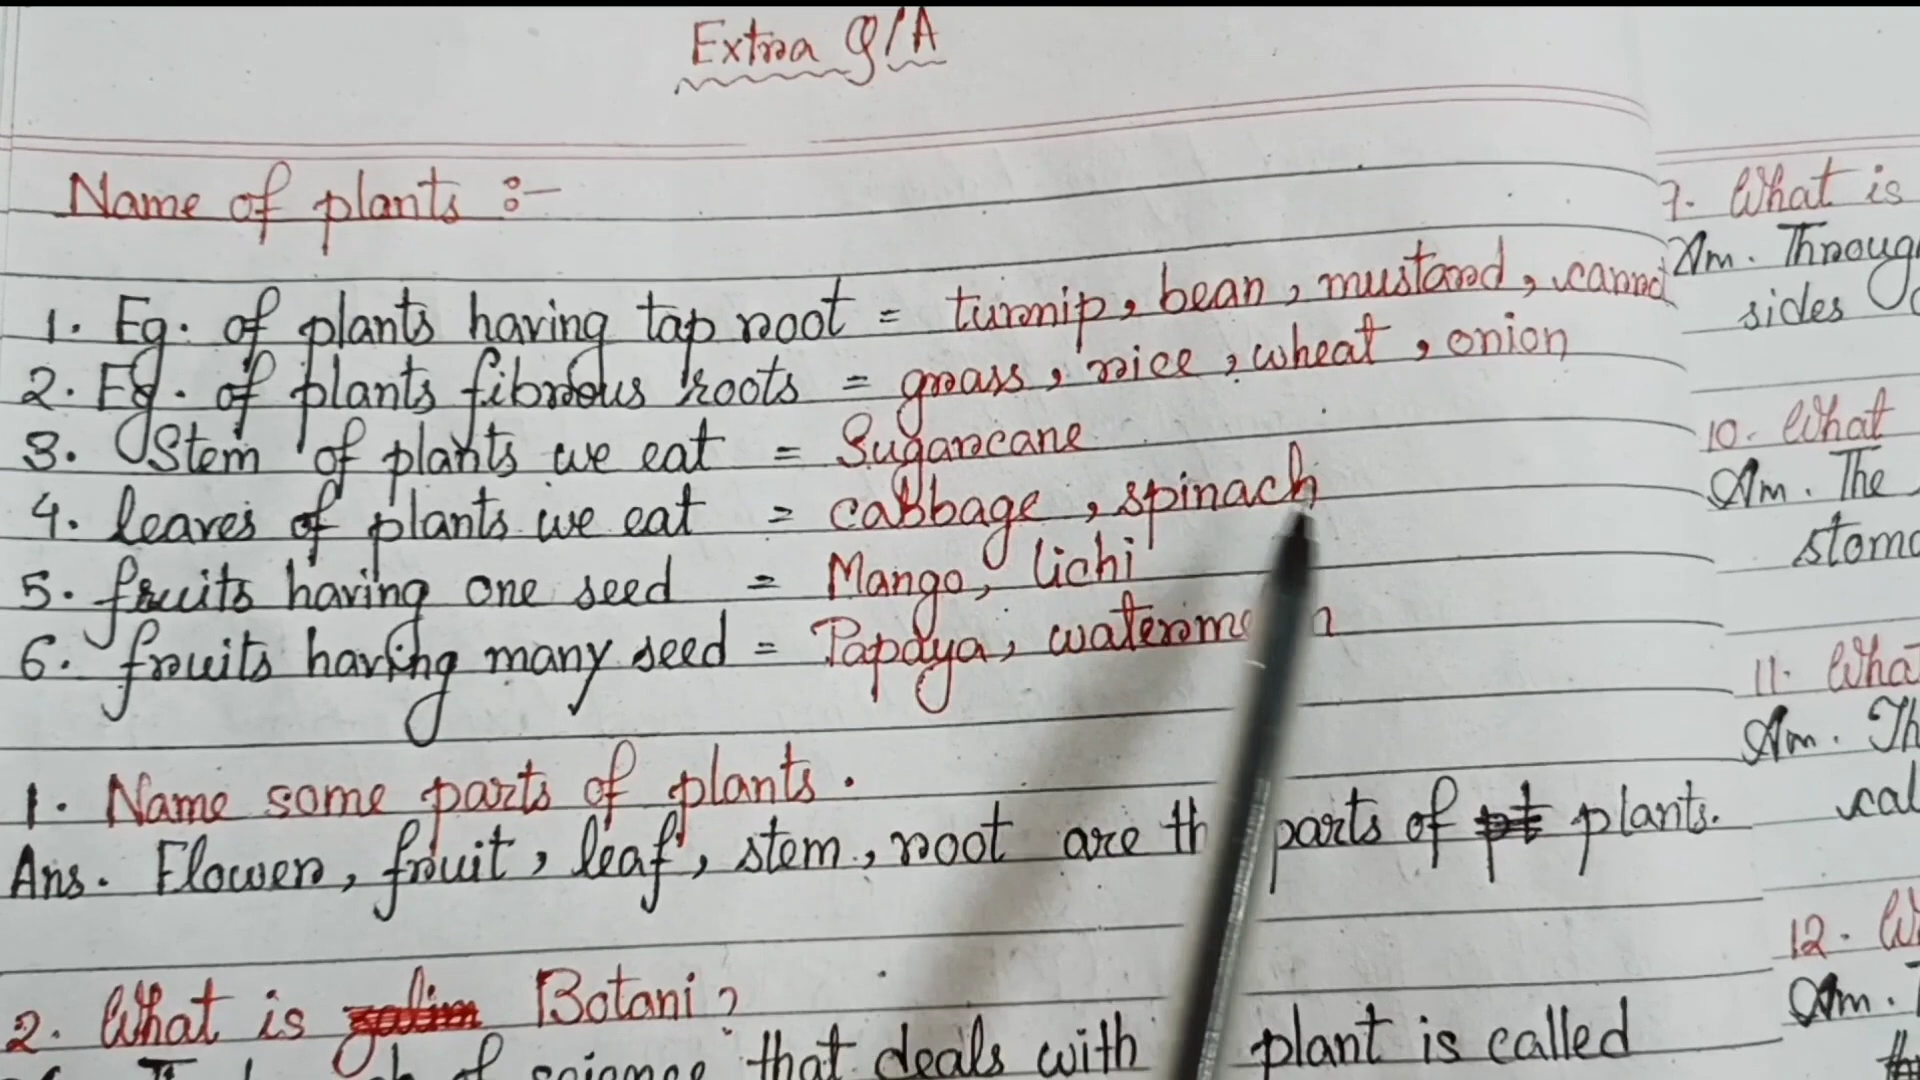 Extra Q/A
Name of plants :-
1. Eg. of plants having tap root = turnip, bean, mustard,
2. Eg. of plants fibrous roots = grass, rice, wheat, onion
3. Stem of plants we eat = Sugarcane
4. leaves of plants we eat = cabbage, spinach
5. fruits having one seed = Mango, lichi
6. fruits having many seed = Papaya,
1. Name some parts of plants.
Ans. Flower, fruit, leaf, stem, root are parts of plants.
2. What is Botani?
that deals with plant is called
7. What is
Ans. Throug
sides
10. What
Ans. The
stoma
11. What
Ans. Th
cal
12. W
Ans.